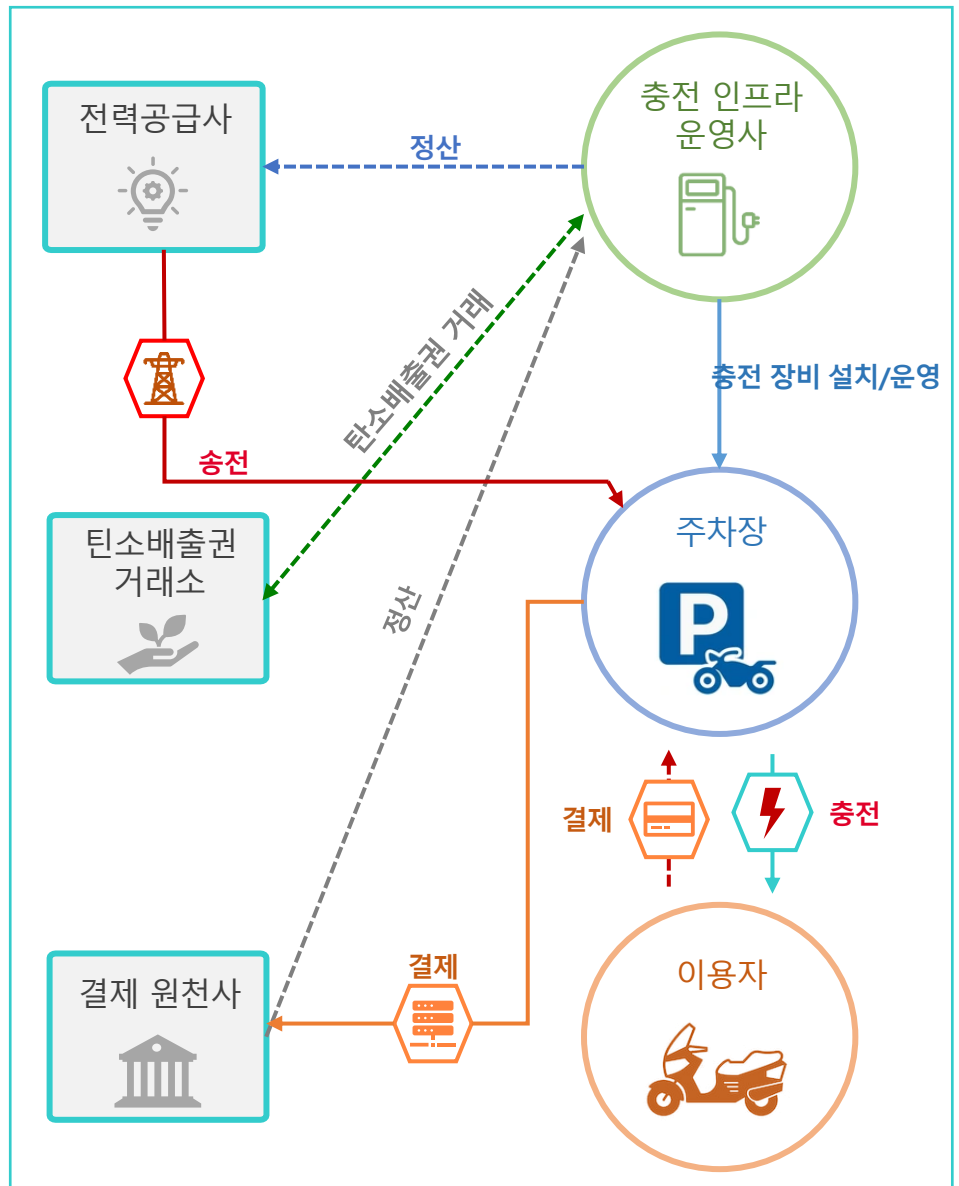 전력공급사
충전 인프라
운영사
정산
탄소배출권 거래
충전 장비 설치/운영
송전
주차장
P
틴소배출권
거래소
정산
결제
충전
결제 원천사
결제
이용자